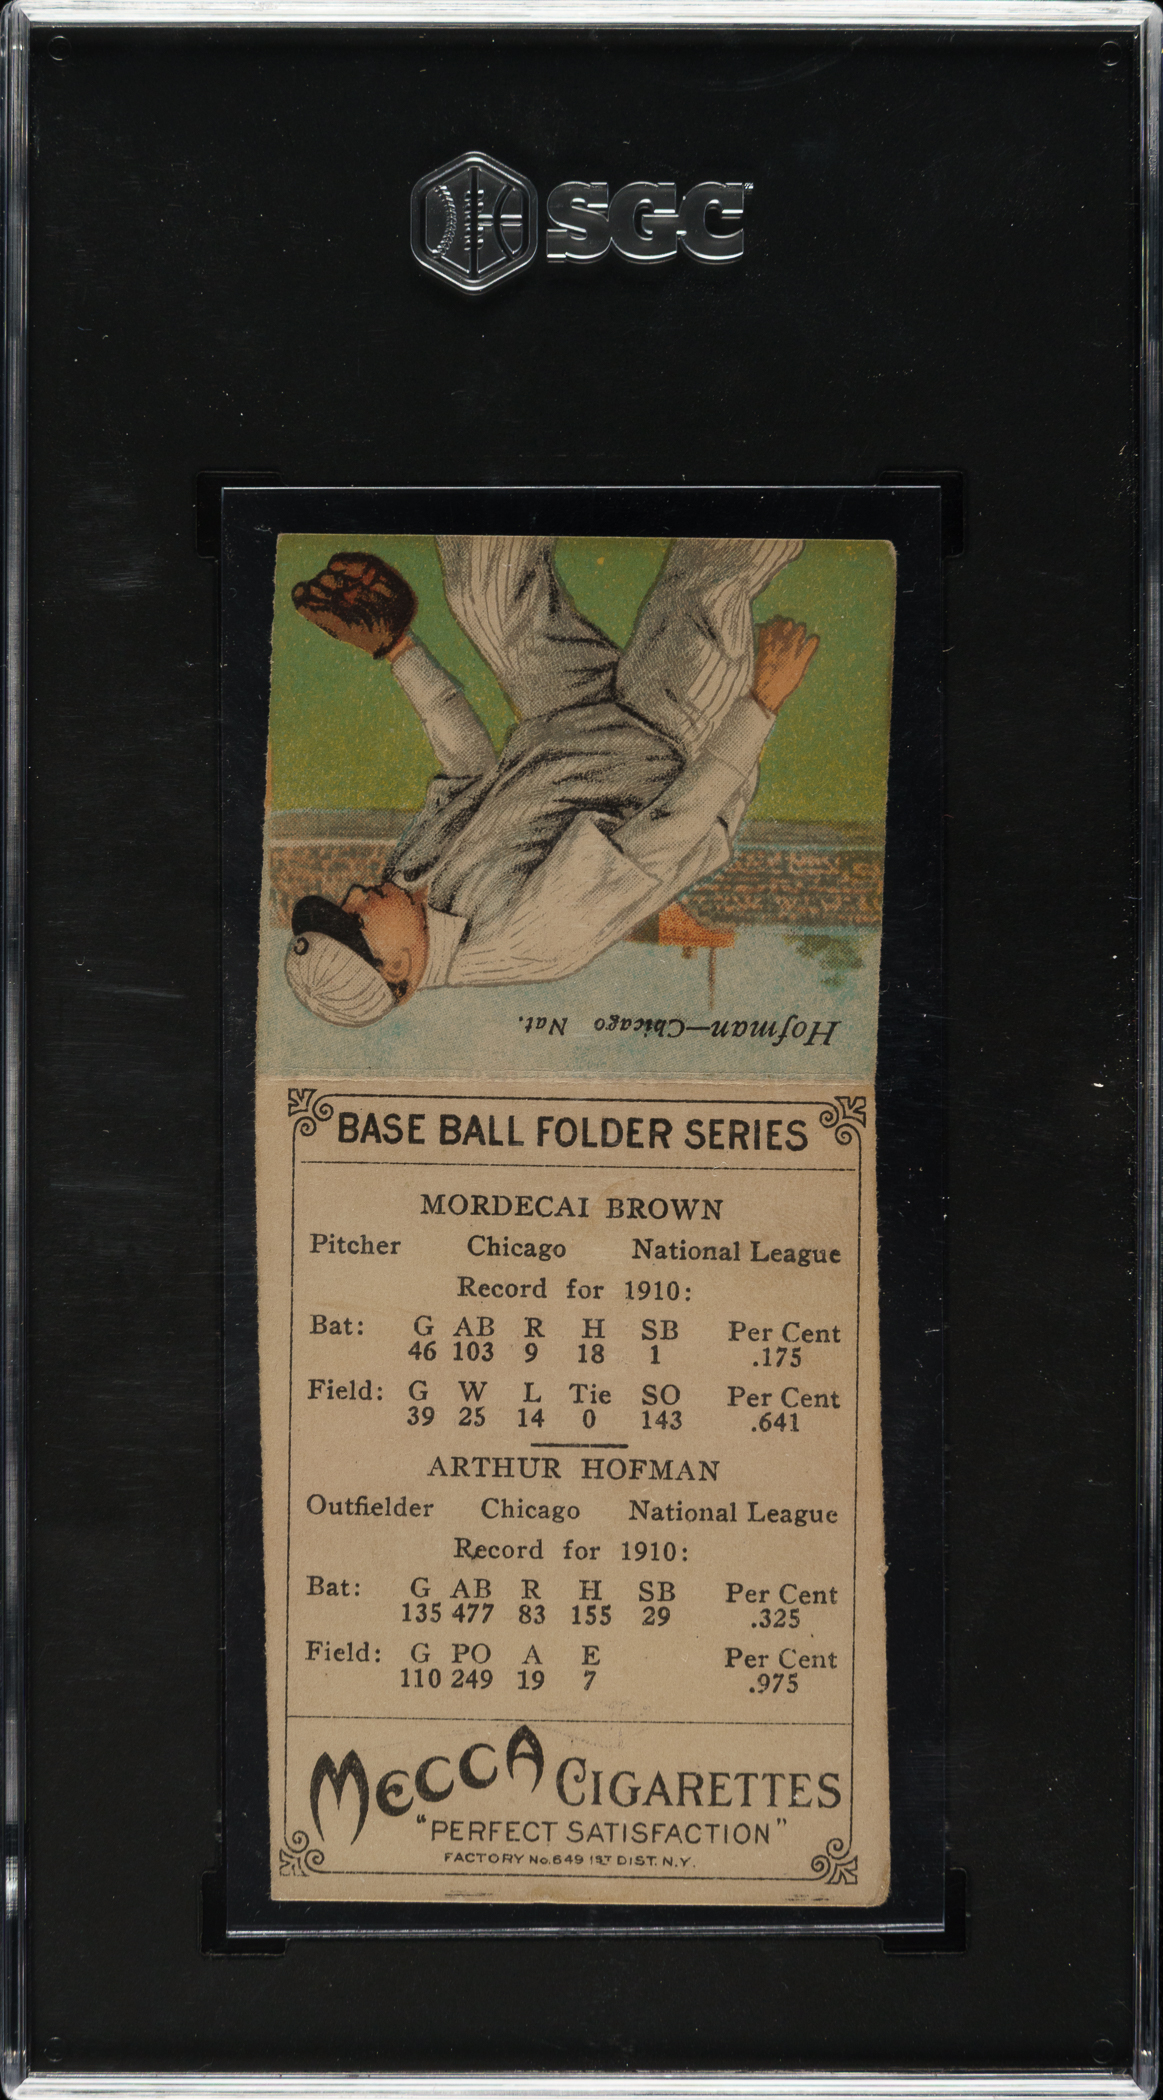 SGC
Hofman—Chicago Nat.
BASE BALL FOLDER SERIES
MORDECAI BROWN
Pitcher Chicago National League
Record for 1910:
Bat: G AB R H SB Per Cent
46 103 9 18 1 .175
Field: G W L Tie SO Per Cent
39 25 14 0 143 .641
ARTHUR HOFMAN
Outfielder Chicago National League
Record for 1910:
Bat: G AB R H SB Per Cent
135 477 83 155 29 .325
Field: G PO A E Per Cent
110 249 19 7 .975
MECCA CIGARETTES
"PERFECT SATISFACTION"
FACTORY No. 649 1ST DIST. N.Y.